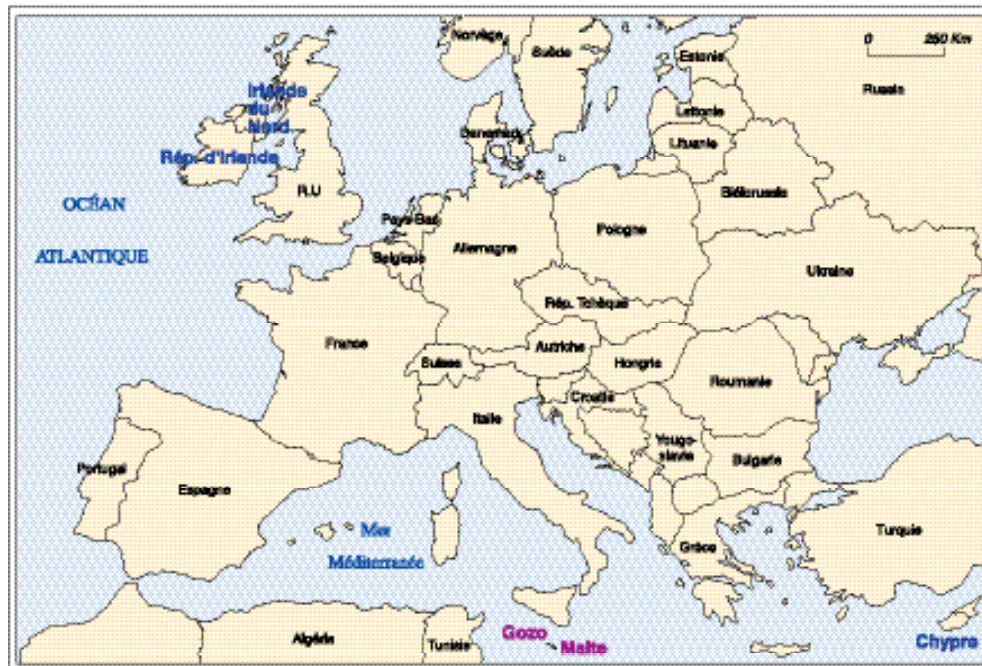 Norvège
Suède
Estonie
0 250 Km
Russie
Irlande
du
Nord
Lettonie
Danemark
Lituanie
Rép. d'Irlande
R.U
Biélorussie
OCÉAN
Pays-Bas
Pologne
Allemagne
ATLANTIQUE
Belgique
Ukraine
Rép. Tchèque
France
Autriche
Suisse
Hongrie
Roumanie
Croatie
Italie
Yougo-
slavie
Portugal
Bulgarie
Espagne
Mer
Méditerranée
Turquie
Grèce
Algérie
Tunisie
Gozo
Malte
Chypre